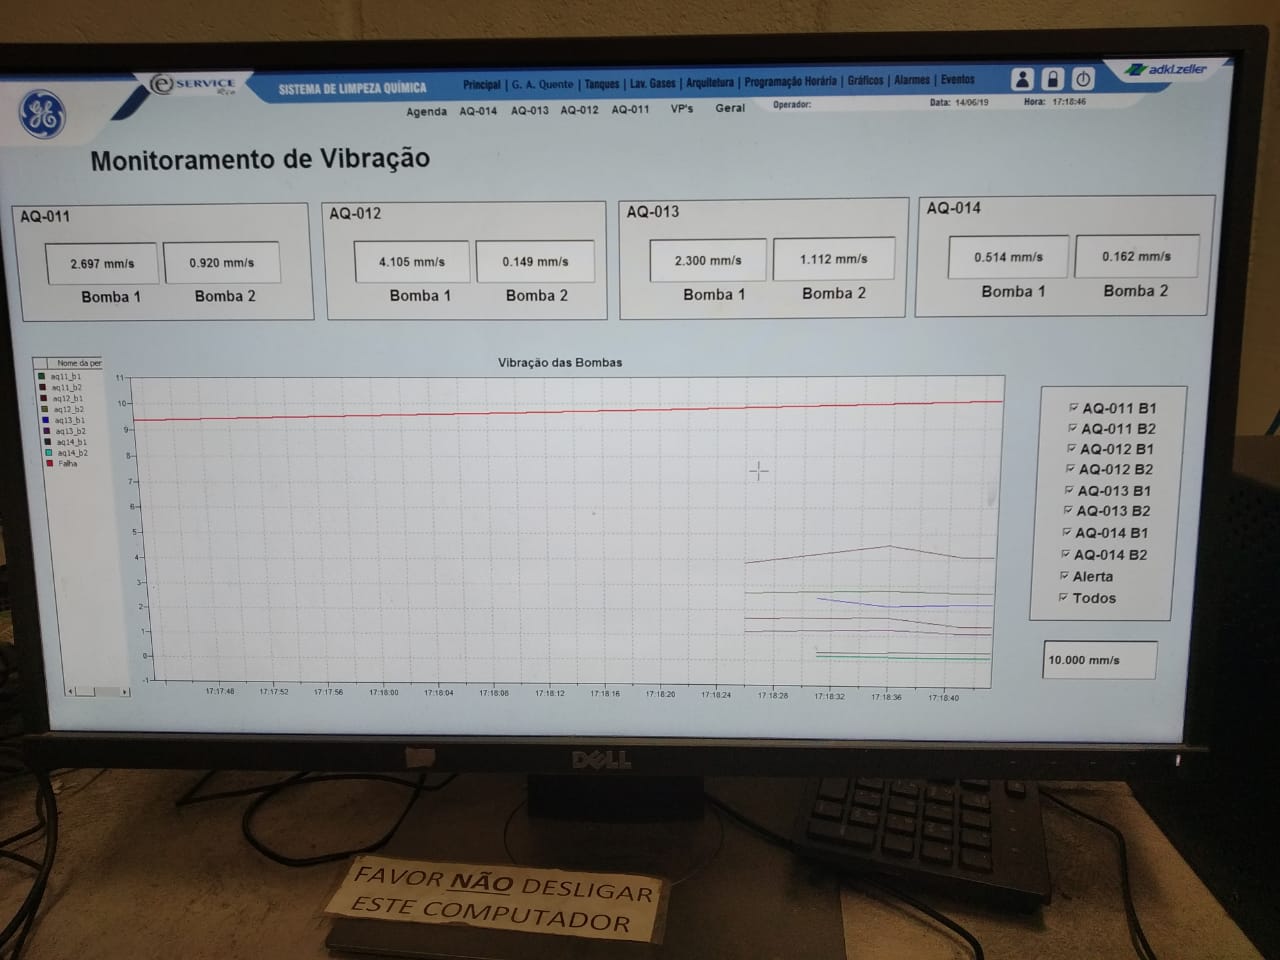 e SERVICE
SISTEMA DE LIMPEZA QUÍMICA
Principal | G. A. Quente | Tanques | Lav. Gases | Arquitetura | Programação Horária | Gráficos | Alarmes | Eventos
adkl.zeller
Agenda AQ-014 AQ-013 AQ-012 AQ-011 VP's Geral
Operador:
Data: 14/06/19 Hora: 17:18:46
Monitoramento de Vibração
AQ-011
2.697 mm/s 0.920 mm/s
Bomba 1 Bomba 2
AQ-012
4.105 mm/s 0.149 mm/s
Bomba 1 Bomba 2
AQ-013
2.300 mm/s 1.112 mm/s
Bomba 1 Bomba 2
AQ-014
0.514 mm/s 0.162 mm/s
Bomba 1 Bomba 2
Nome da per
aq11_b1
aq11_b2
aq12_b1
aq12_b2
aq13_b1
aq13_b2
aq14_b1
aq14_b2
Falha
Vibração das Bombas
11
10
9
8
7
6
5
4
3
2
1
0
-1
17:17:48 17:17:52 17:17:56 17:18:00 17:18:04 17:18:08 17:18:12 17:18:16 17:18:20 17:18:24 17:18:28 17:18:32 17:18:36 17:18:40
AQ-011 B1
AQ-011 B2
AQ-012 B1
AQ-012 B2
AQ-013 B1
AQ-013 B2
AQ-014 B1
AQ-014 B2
Alerta
Todos
10.000 mm/s
DELL
FAVOR NÃO DESLIGAR
ESTE COMPUTADOR